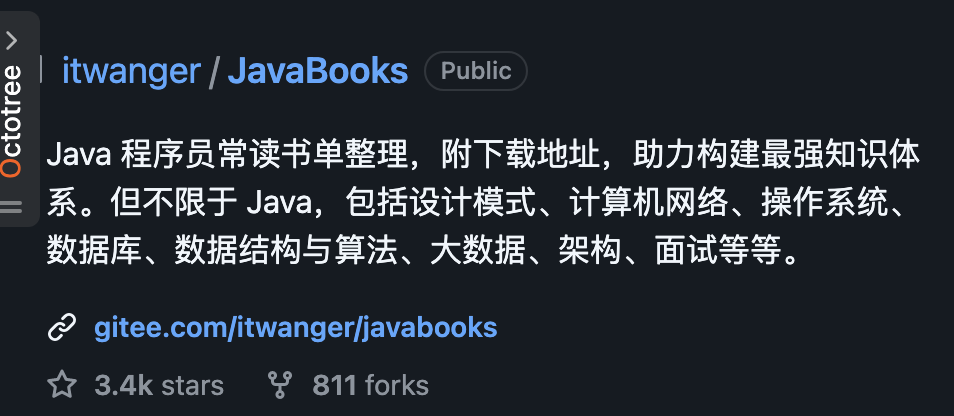 Octotree
itwanger / JavaBooks Public
Java 程序员常读书单整理，附下载地址，助力构建最强知识体
系。但不限于 Java，包括设计模式、计算机网络、操作系统、
数据库、数据结构与算法、大数据、架构、面试等等。
gitee.com/itwanger/javabooks
3.4k stars 811 forks